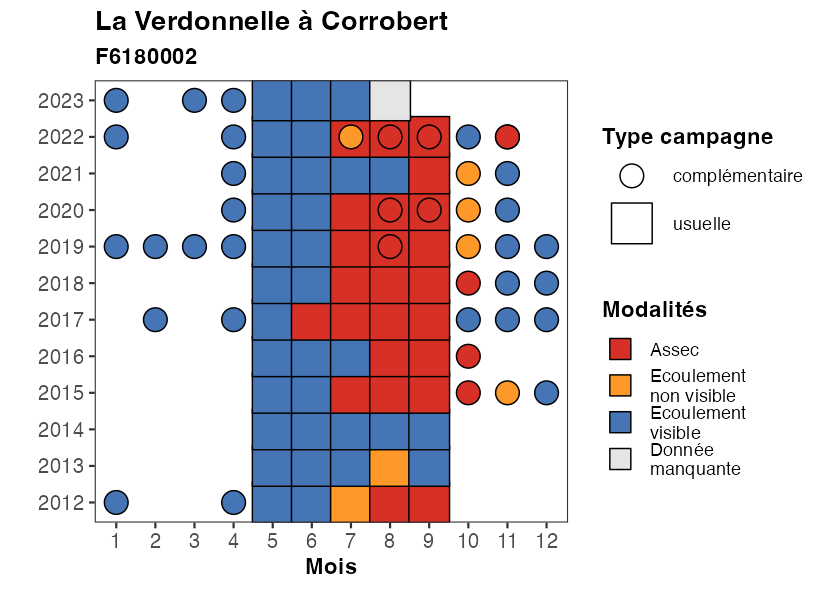 La Verdonnelle à Corrobert
F6180002
2023
2022
2021
2020
2019
2018
2017
2016
2015
2014
2013
2012
1 2 3 4 5 6 7 8 9 10 11 12
Mois
Type campagne
complémentaire
usuelle
Modalités
Assec
Ecoulement
non visible
Ecoulement
visible
Donnée
manquante